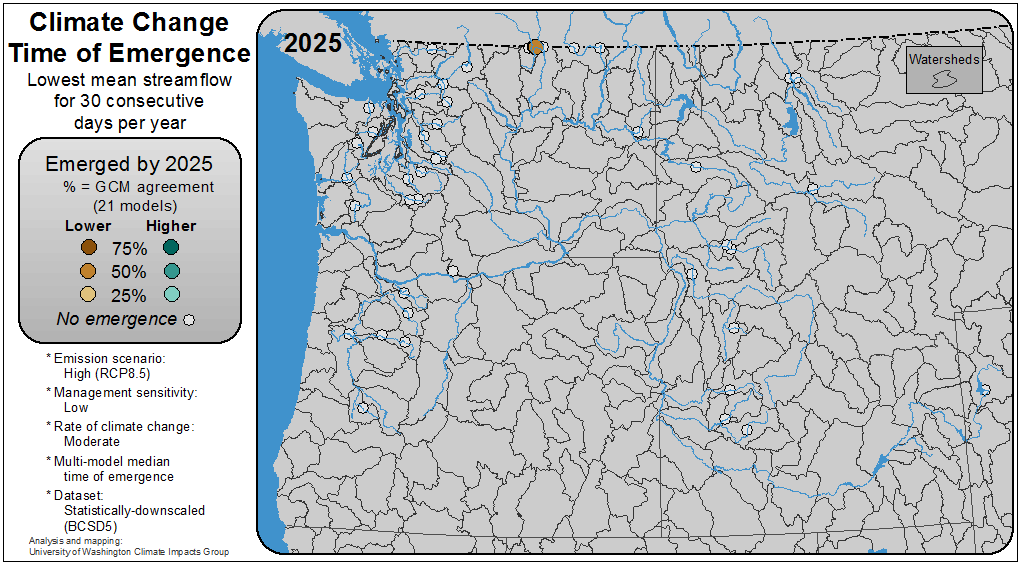 Climate Change
Time of Emergence
Lowest mean streamflow
for 30 consecutive
days per year
Emerged by 2025
% = GCM agreement
(21 models)
Lower Higher
75%
50%
25%
No emergence
* Emission scenario:
High (RCP8.5)
* Management sensitivity:
Low
* Rate of climate change:
Moderate
* Multi-model median
time of emergence
* Dataset:
Statistically-downscaled
(BCSD5)
Analysis and mapping:
University of Washington Climate Impacts Group
2025
Watersheds